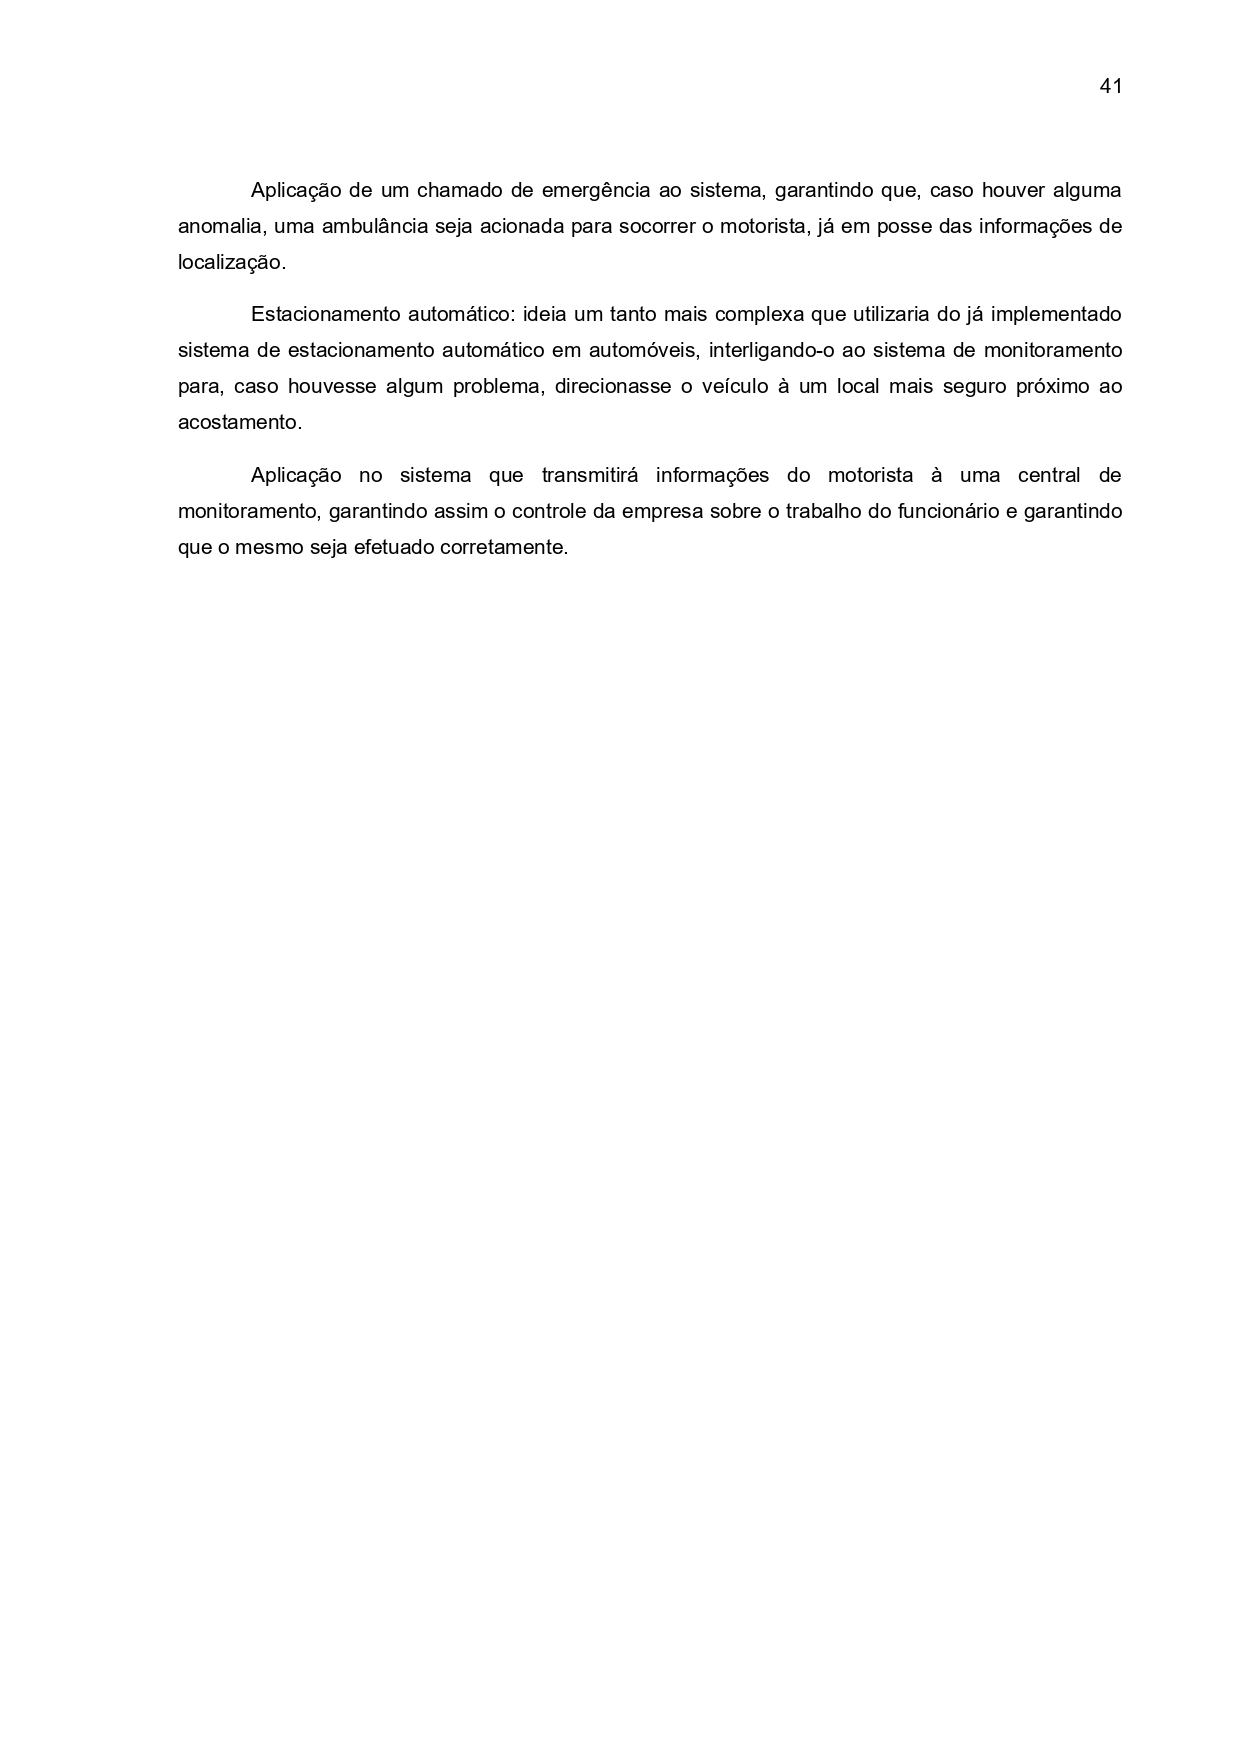 41
Aplicação de um chamado de emergência ao sistema, garantindo que, caso houver alguma
anomalia, uma ambulância seja acionada para socorrer o motorista, já em posse das informações de
localização.
Estacionamento automático: ideia um tanto mais complexa que utilizaria do já implementado
sistema de estacionamento automático em automóveis, interligando-o ao sistema de monitoramento
para, caso houvesse algum problema, direcionasse o veículo à um local mais seguro próximo ao
acostamento.
Aplicação no sistema que transmitirá informações do motorista à uma central de
monitoramento, garantindo assim o controle da empresa sobre o trabalho do funcionário e garantindo
que o mesmo seja efetuado corretamente.